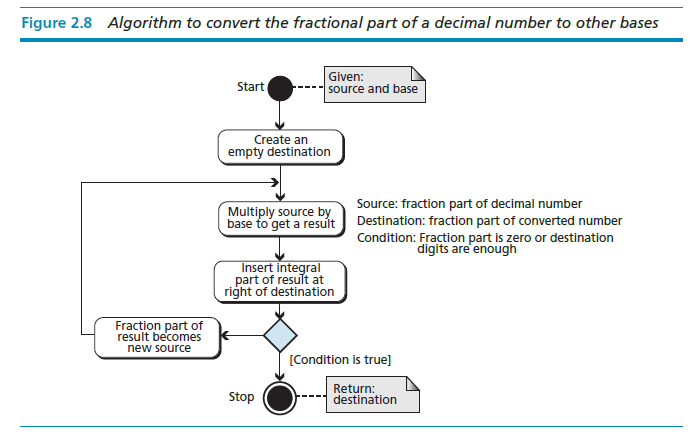 Figure 2.8 Algorithm to convert the fractional part of a decimal number to other bases
Start
Given:
source and base
Create an
empty destination
Multiply source by
base to get a result
Source: fraction part of decimal number
Destination: fraction part of converted number
Condition: Fraction part is zero or destination
digits are enough
Insert integral
part of result at
right of destination
Fraction part of
result becomes
new source
[Condition is true]
Stop
Return:
destination